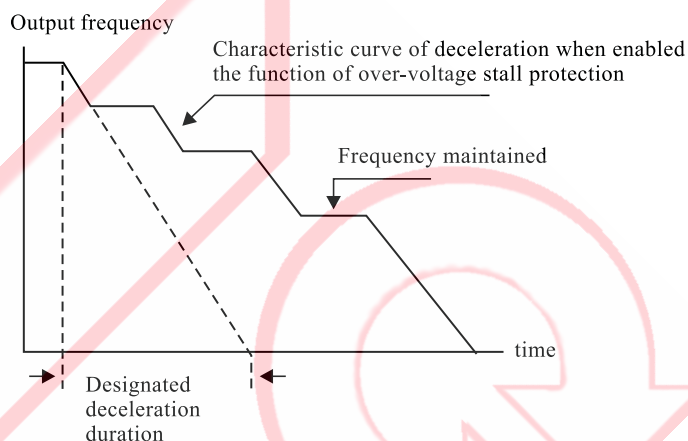 Output frequency
Characteristic curve of deceleration when enabled
the function of over-voltage stall protection
Frequency maintained
time
Designated
deceleration
duration